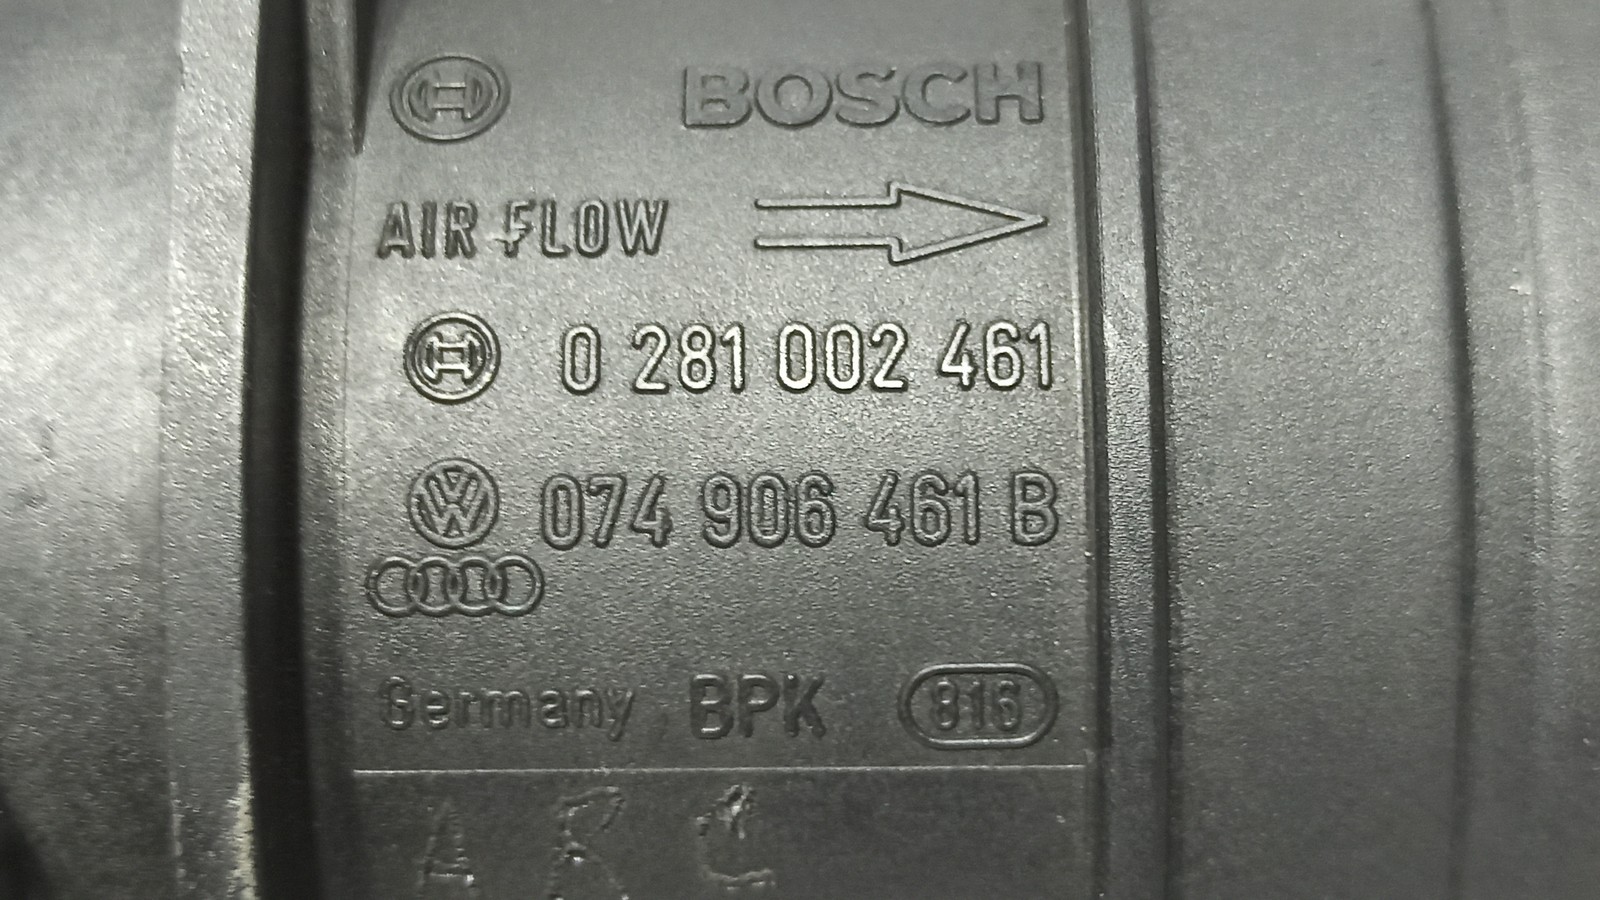 BOSCH
AIR FLOW
0 281 002 461
074 906 461 B
Germany BPK 816
A R C